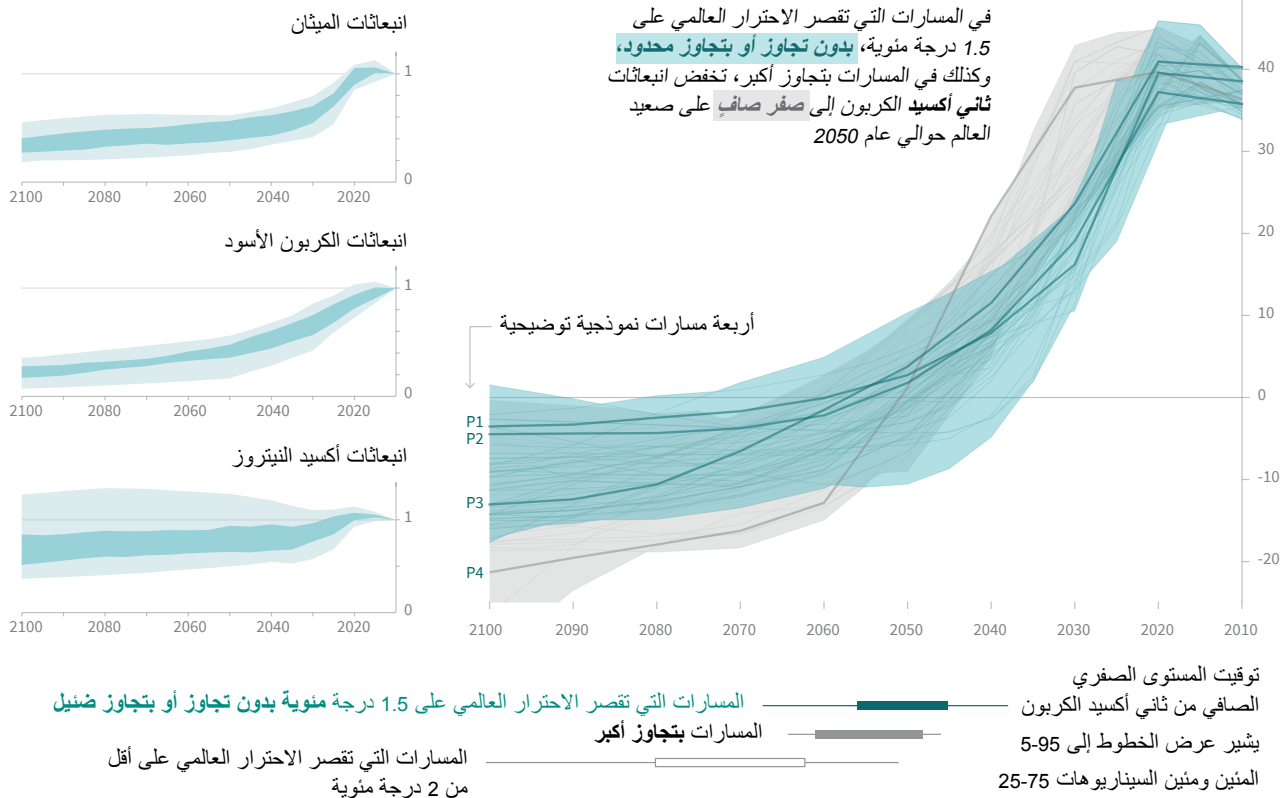 في المسارات التي تقصر الاحترار العالمي على
1.5 درجة مئوية، بدون تجاوز أو بتجاوز محدود،
وكذلك في المسارات بتجاوز أكبر، تخفض انبعاثات
ثاني أكسيد الكربون إلى صفر صافٍ على صعيد
العالم حوالي عام 2050
40
30
20
10
0
-10
-20
أربعة مسارات نموذجية توضيحية
P1
P2
P3
P4
2100 2090 2080 2070 2060 2050 2040 2030 2020 2010
انبعاثات الميثان
1
0
2100 2080 2060 2040 2020
انبعاثات الكربون الأسود
1
0
2100 2080 2060 2040 2020
انبعاثات أكسيد النيتروز
1
0
2100 2080 2060 2040 2020
توقيت المستوى الصفري
الصافي من ثاني أكسيد الكربون
يشير عرض الخطوط إلى 95-5
المئين ومئين السيناريوهات 75-25
المسارات التي تقصر الاحترار العالمي على 1.5 درجة مئوية بدون تجاوز أو بتجاوز ضئيل
المسارات بتجاوز أكبر
المسارات التي تقصر الاحترار العالمي على أقل
من 2 درجة مئوية